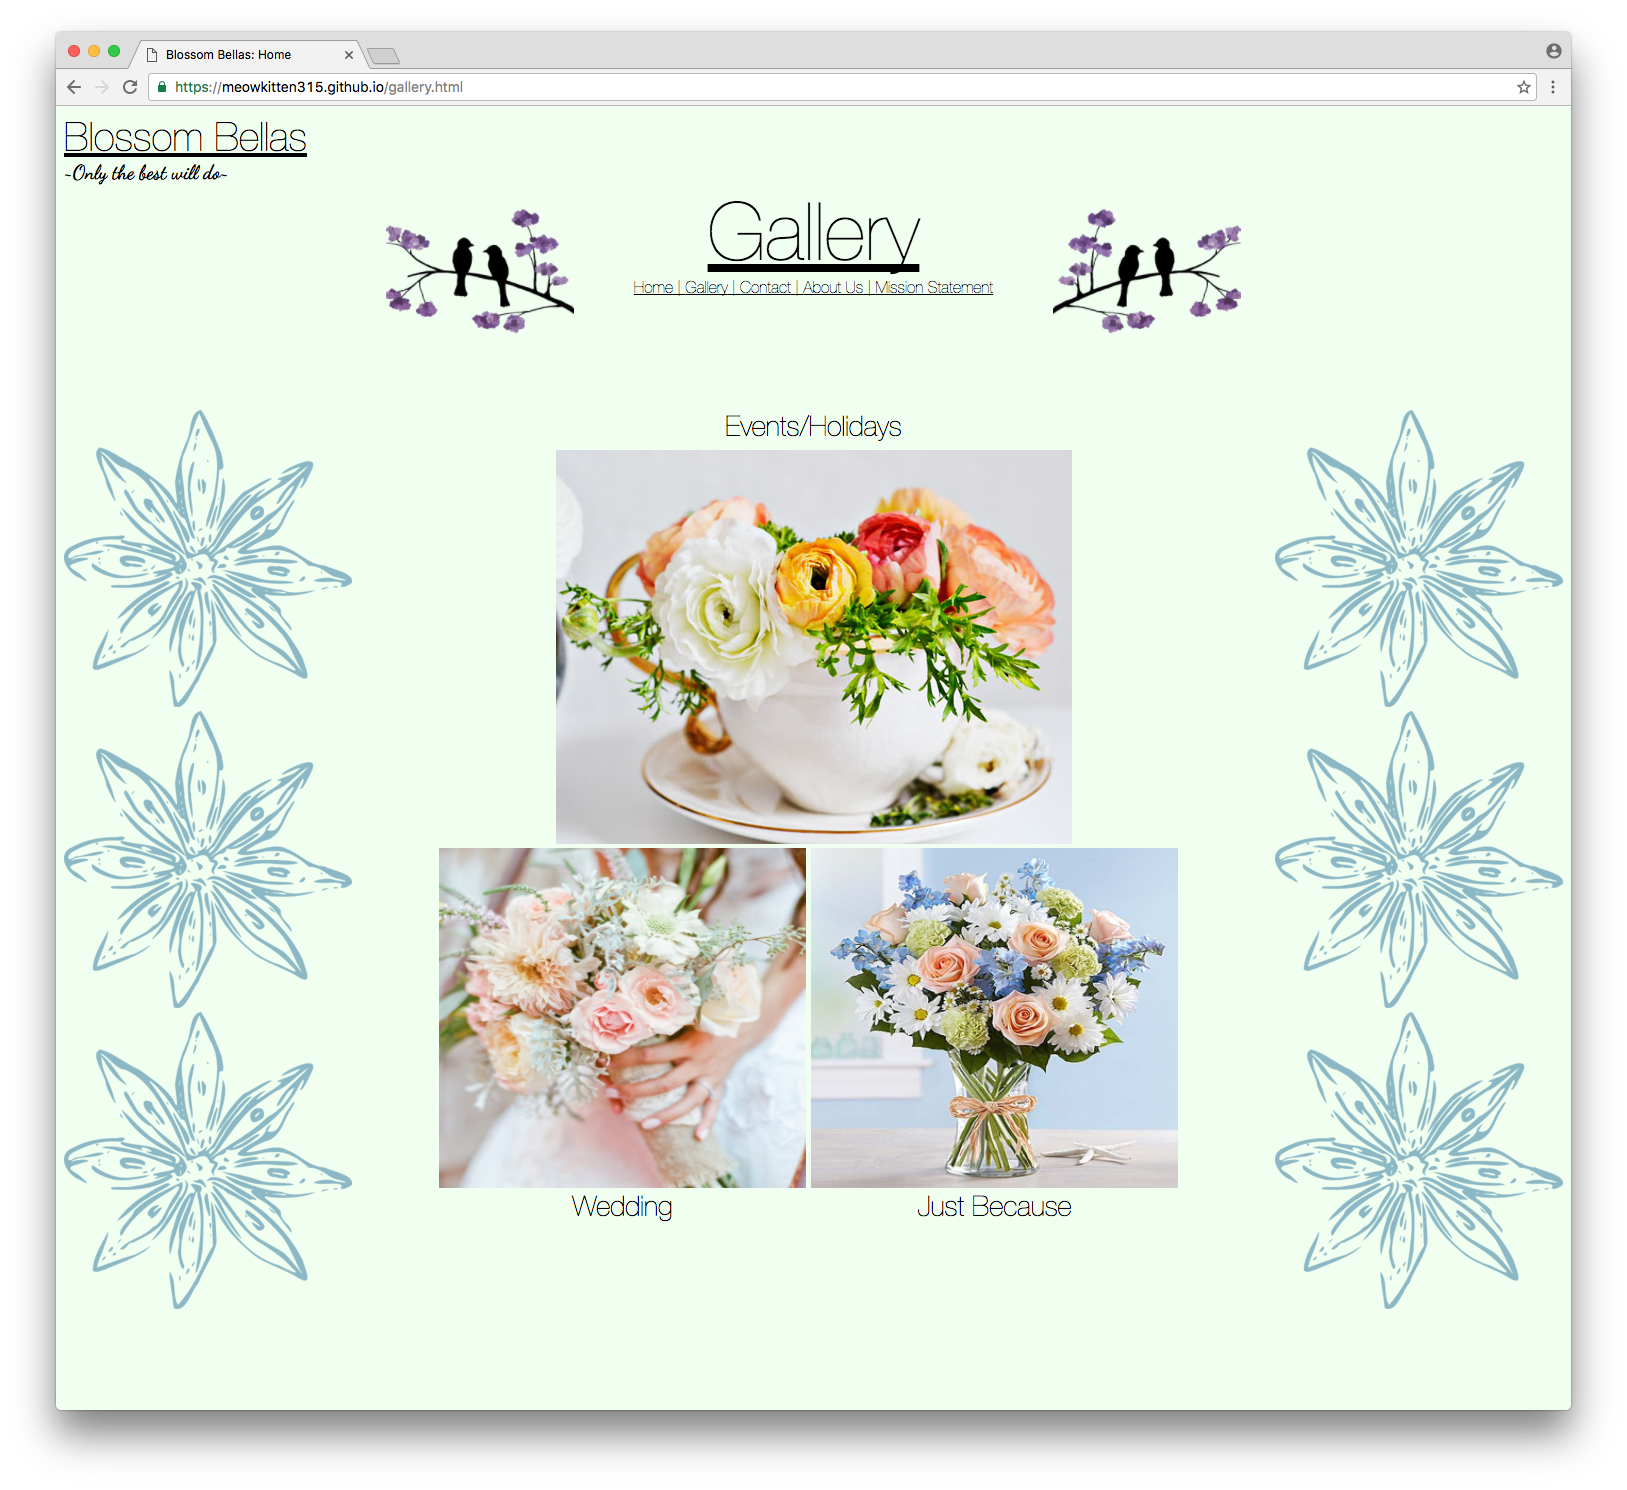 Blossom Bellas: Home
https://meowkitten315.github.io/gallery.html
Blossom Bellas
~Only the best will do~
Gallery
Home | Gallery | Contact | About Us | Mission Statement
Events/Holidays
Wedding
Just Because